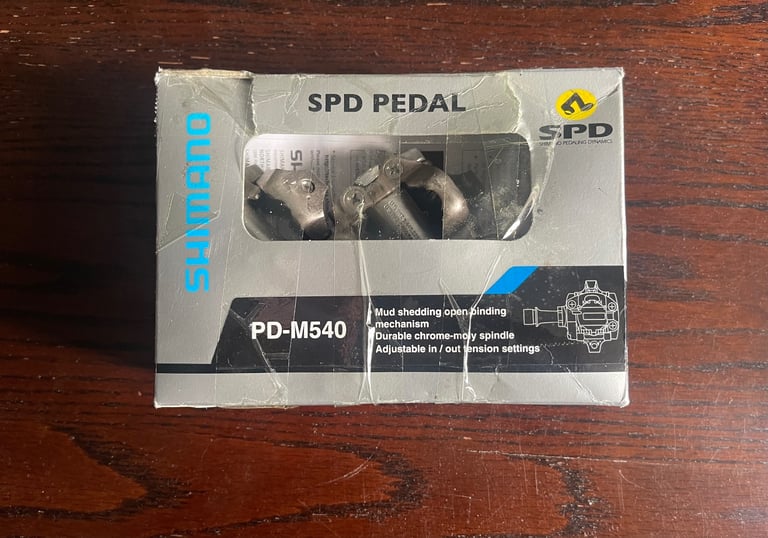 SPD PEDAL
SPD
SHIMANO PEDALING DYNAMICS
SHIMANO
PD-M540
Mud shedding open binding
mechanism
Durable chrome-moly spindle
Adjustable in / out tension settings